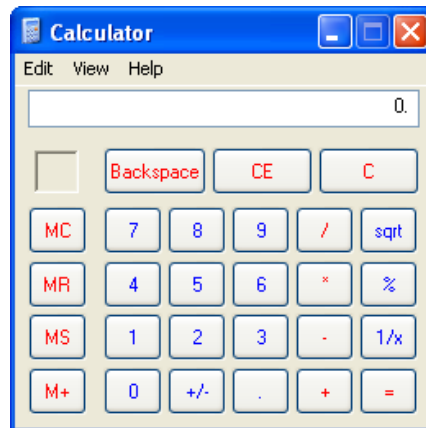 Calculator
Edit View Help
0.
Backspace CE C
MC 7 8 9 / sqrt
MR 4 5 6 * %
MS 1 2 3 - 1/x
M+ 0 +/- . + =